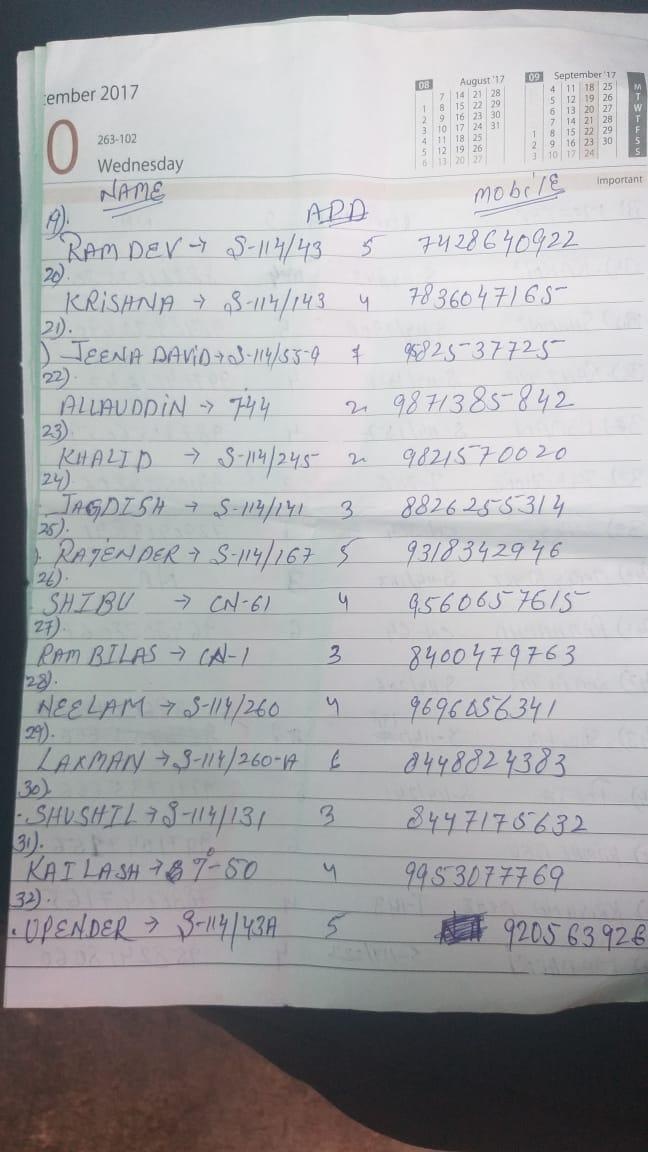 cember 2017
0
263-102
Wednesday
08 August '17
7 14 21 28
1 8 15 22 29
2 9 16 23 30
3 10 17 24 31
4 11 18 25
5 12 19 26
6 13 20 27
09 September '17
4 11 18 25
5 12 19 26
6 13 20 27
7 14 21 28
1 8 15 22 29
2 9 16 23 30
3 10 17 24
M
T
W
T
F
S
S
Important
NAME ADD MOBILE
19).
RAM DEV → S-114/43 5 7428640922
20).
KRISHNA → S-114/143 4 7836047165
21).
JEENA DAVID → S-114/55-9 9582537725
22).
ALLAUDDIN → 744 2 9871385842
23)
KHALID → S-114/245 2 9821570020
24)
JAGDISH → S-114/141 3 8826255314
25).
RAJENDER → S-114/167 5 9318342946
26).
SHIBU → CN-61 4 9560657615
27).
RAM BILAS → CN-1 3 8400479763
28).
NEELAM → S-114/260 4 9696056341
29).
LAXMAN → S-114/260-A 6 8448824383
30)
SHUSHIL → S-114/131 3 8447175632
31).
KAILASH → 7-50 4 9953077769
32).
UPENDER → S-114/43A 5 920563926